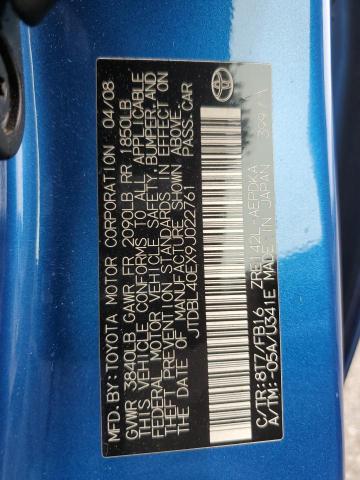 MFD.BY: TOYOTA MOTOR CORPORATION 04/08
GVWR 3840LB GAWR FR 2090LB RR 1850LB
THIS VEHICLE CONFORMS TO ALL APPLICABLE
FEDERAL MOTOR VEHICLE SAFETY, BUMPER, AND
THEFT PREVENTION STANDARDS IN EFFECT ON
THE DATE OF MANUFACTURE SHOWN ABOVE.
JTDBL40EX9J022761 PASS.CAR
C/TR: 8T7/FB16 ZRE142L-AEPDKA
A/TM: -05A/U341E MADE IN JAPAN 399/A
TOYOTA